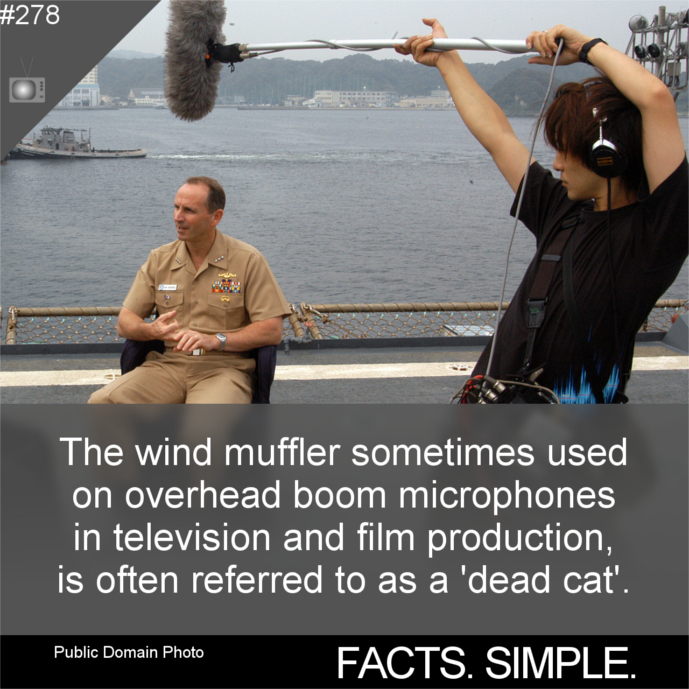 #278
The wind muffler sometimes used
on overhead boom microphones
in television and film production,
is often referred to as a 'dead cat'.
Public Domain Photo
FACTS. SIMPLE.